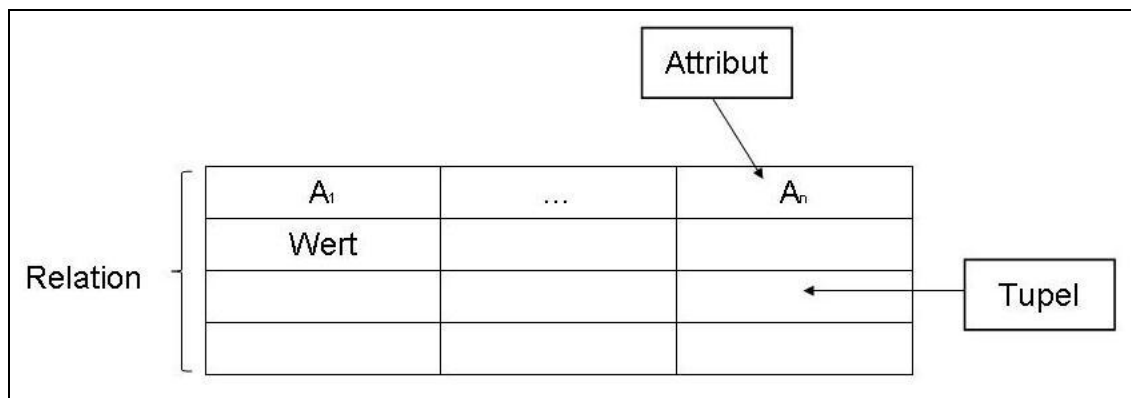 Attribut
A₁ … Aₙ
Wert
Relation
Tupel